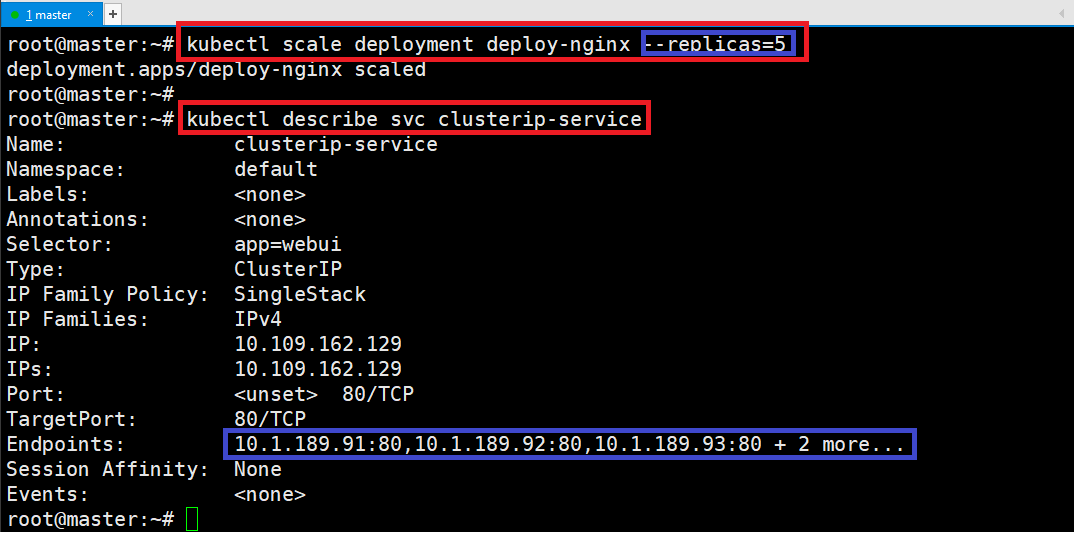 1 master × +
root@master:~# kubectl scale deployment deploy-nginx --replicas=5
deployment.apps/deploy-nginx scaled
root@master:~#
root@master:~# kubectl describe svc clusterip-service
Name: clusterip-service
Namespace: default
Labels: <none>
Annotations: <none>
Selector: app=webui
Type: ClusterIP
IP Family Policy: SingleStack
IP Families: IPv4
IP: 10.109.162.129
IPs: 10.109.162.129
Port: <unset> 80/TCP
TargetPort: 80/TCP
Endpoints: 10.1.189.91:80,10.1.189.92:80,10.1.189.93:80 + 2 more...
Session Affinity: None
Events: <none>
root@master:~#